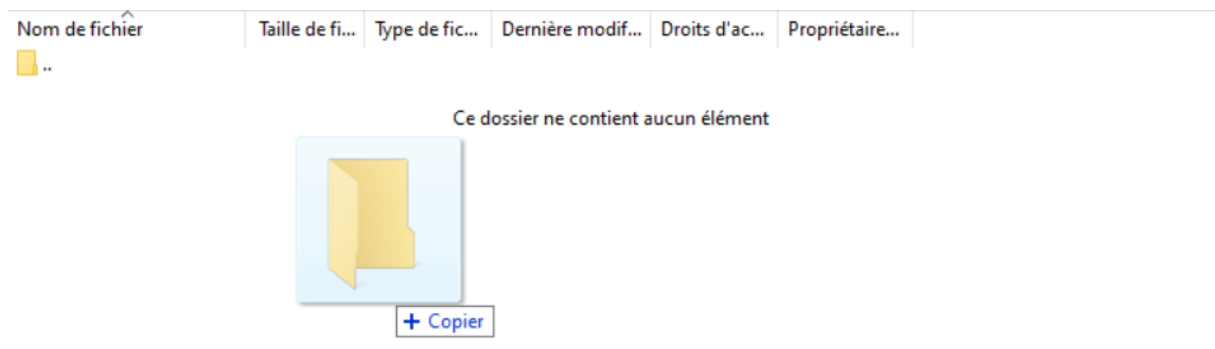 Nom de fichier Taille de fi... Type de fic... Dernière modif... Droits d'ac... Propriétaire...
..
Ce dossier ne contient aucun élément
+ Copier